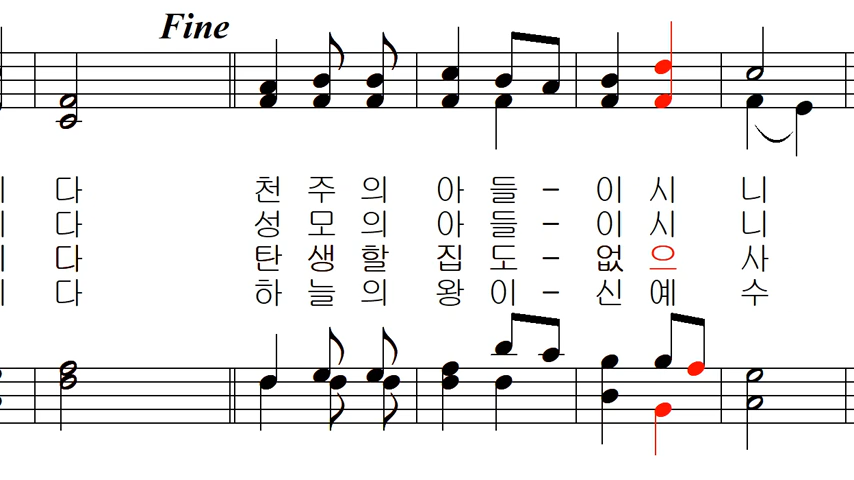 Fine
다 천 주 의 아 들 - 이 시 니
다 성 모 의 아 들 - 이 시 니
다 탄 생 할 집 도 - 없 으 사
다 하 늘 의 왕 이 - 신 예 수